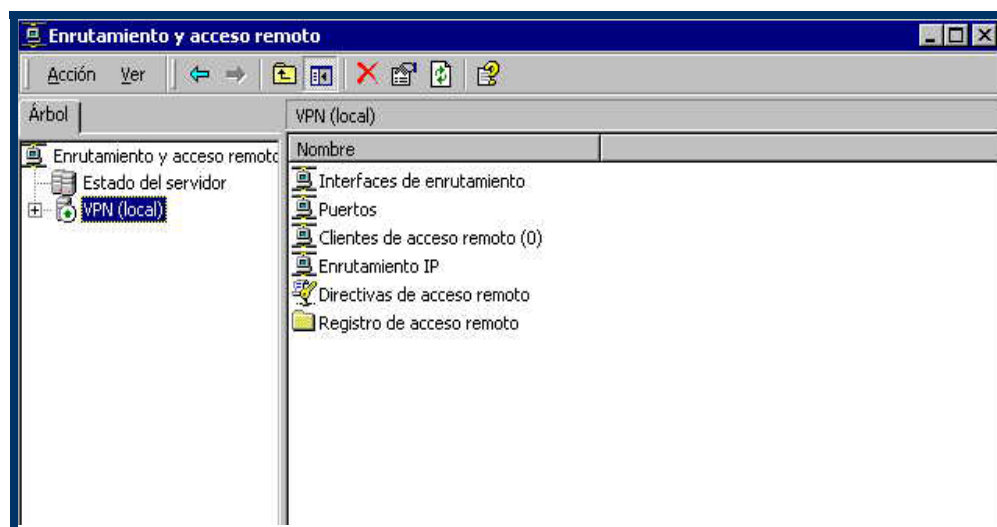 Enrutamiento y acceso remoto
Acción Ver
Árbol
VPN (local)
Enrutamiento y acceso remoto
Estado del servidor
VPN (local)
Nombre
Interfaces de enrutamiento
Puertos
Clientes de acceso remoto (0)
Enrutamiento IP
Directivas de acceso remoto
Registro de acceso remoto